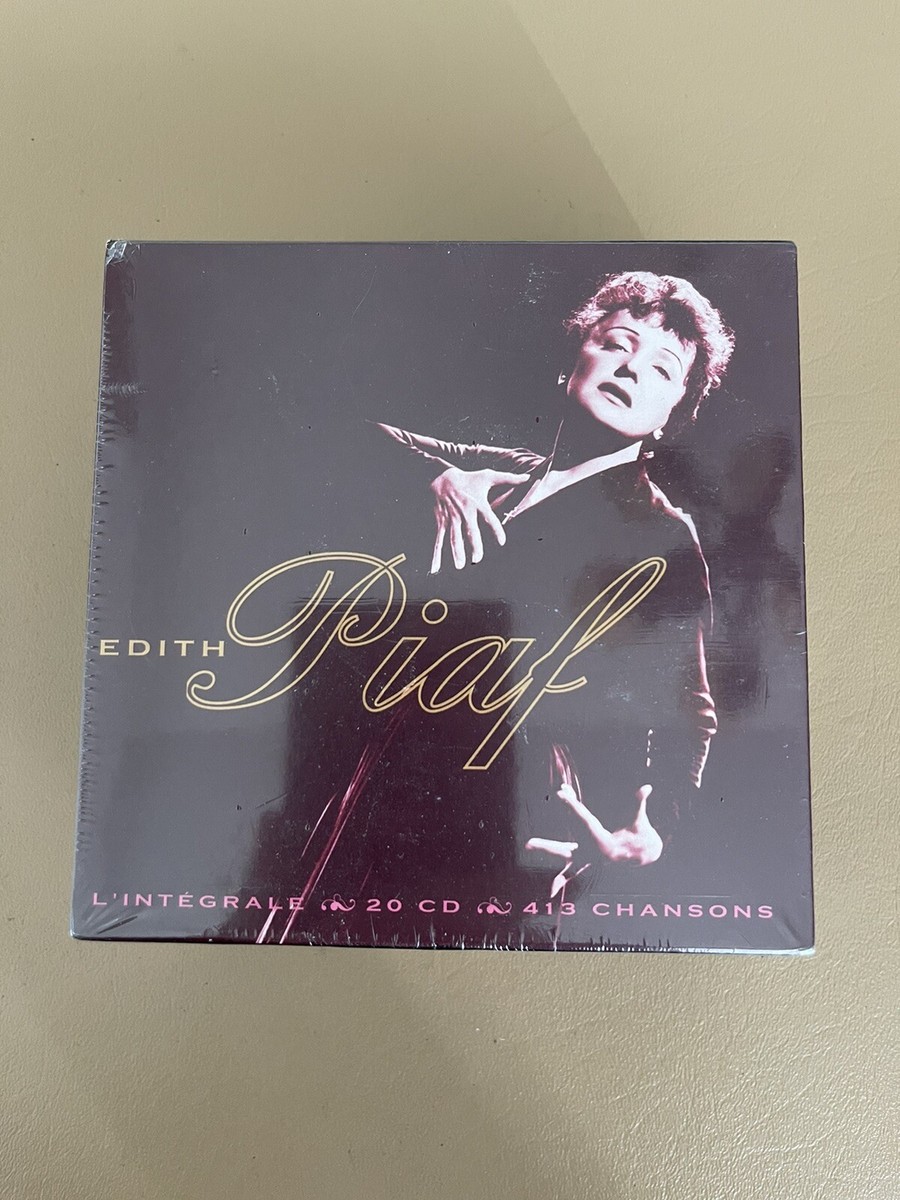 EDITH Piaf
L'INTÉGRALE 20 CD 413 CHANSONS